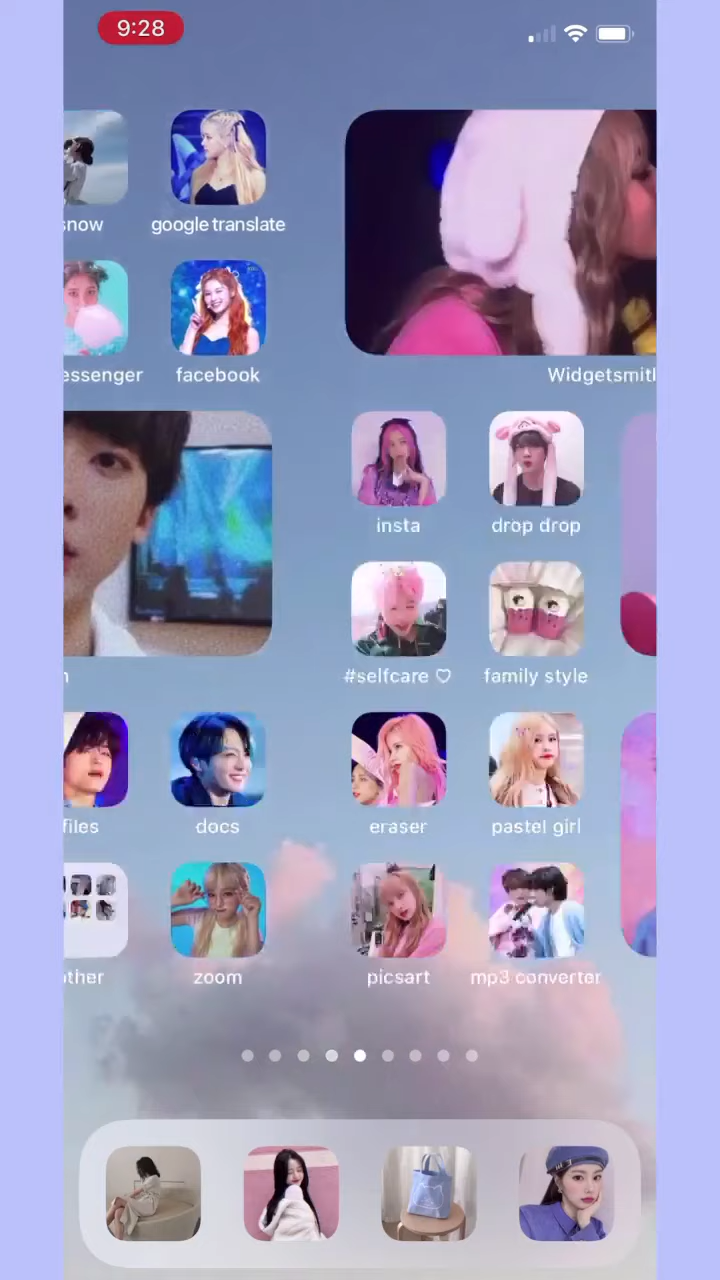 9:28
snow
google translate
essenger
facebook
Widgetsmit
insta
drop drop
#selfcare ♡
family style
files
docs
eraser
pastel girl
other
zoom
picsart
mp3 converter